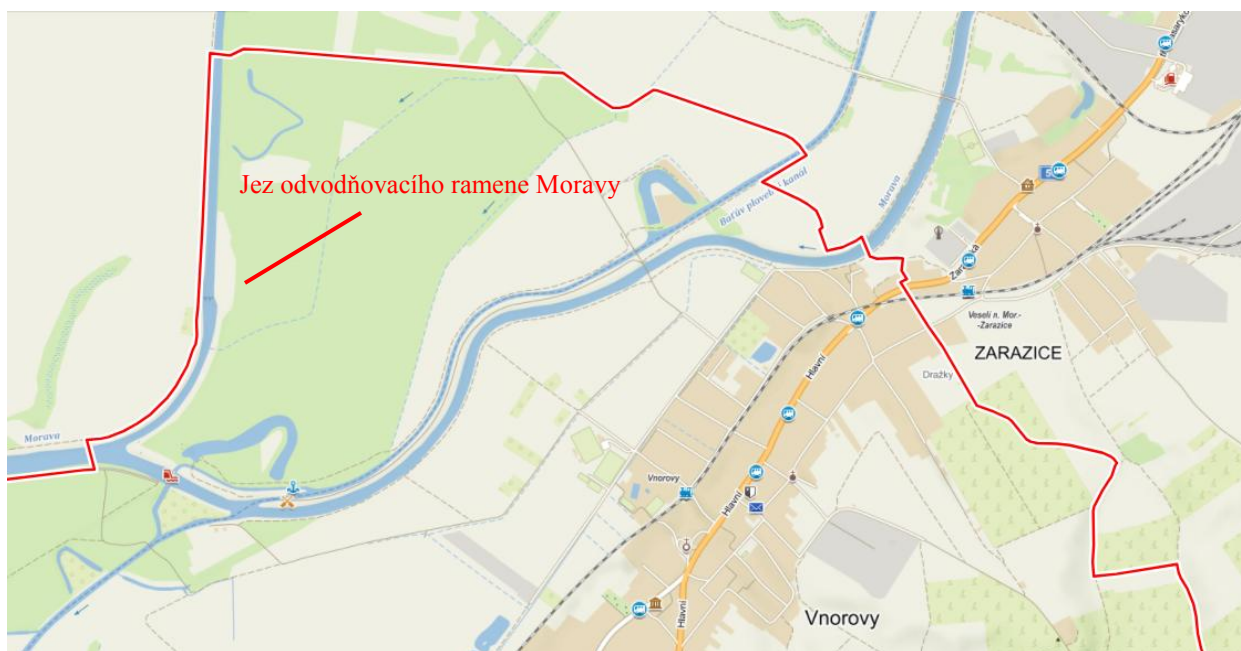 Jez odvodňovacího ramene Moravy
Baťův plavební kanál
Morava
Zarazická
Veselí n. Mor.-
-Zarazice
ZARAZICE
Hlavní
Dražky
Morava
Vnorovy
Hlavní
Hlavní
Vnorovy